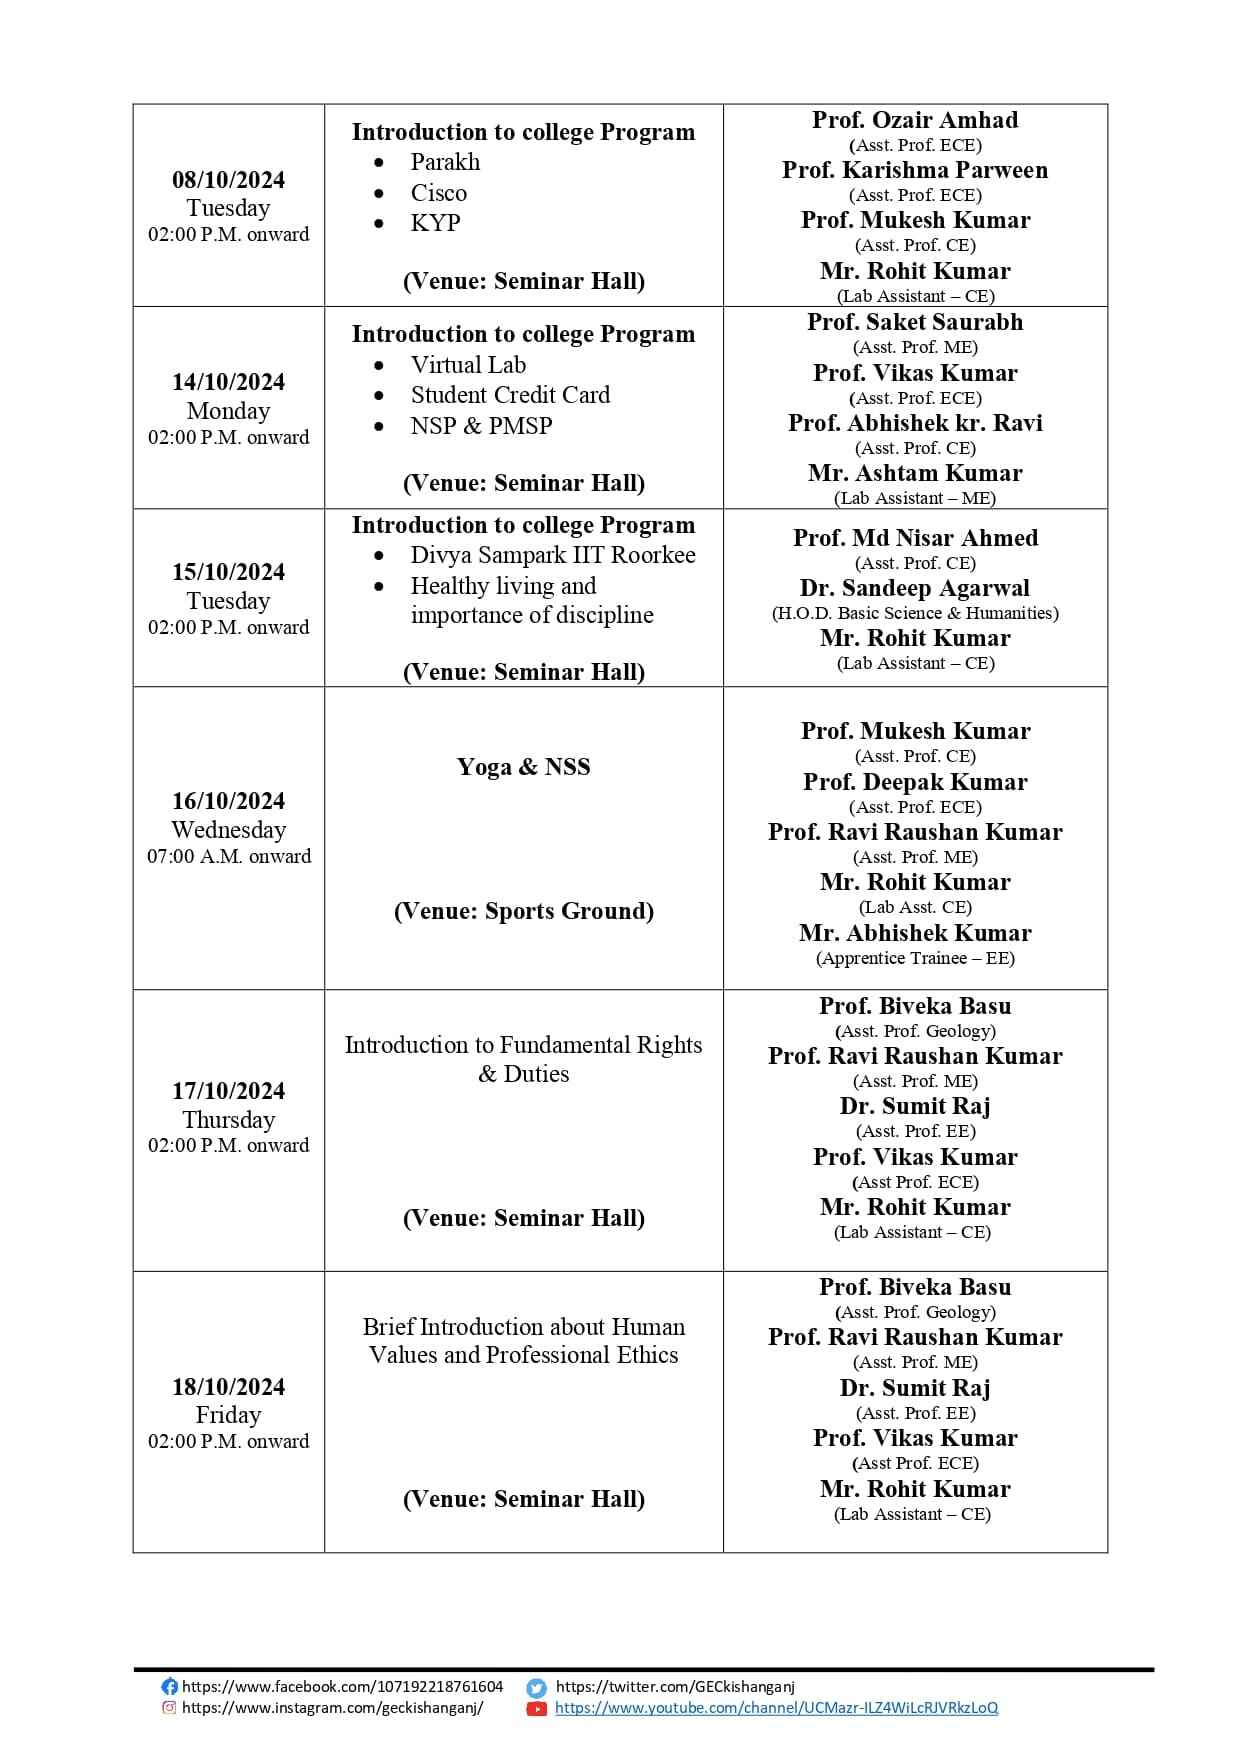 08/10/2024
Tuesday
02:00 P.M. onward
Introduction to college Program
• Parakh
• Cisco
• KYP
(Venue: Seminar Hall)
Prof. Ozair Amhad
(Asst. Prof. ECE)
Prof. Karishma Parween
(Asst. Prof. ECE)
Prof. Mukesh Kumar
(Asst. Prof. CE)
Mr. Rohit Kumar
(Lab Assistant – CE)
14/10/2024
Monday
02:00 P.M. onward
Introduction to college Program
• Virtual Lab
• Student Credit Card
• NSP & PMSP
(Venue: Seminar Hall)
Prof. Saket Saurabh
(Asst. Prof. ME)
Prof. Vikas Kumar
(Asst. Prof. ECE)
Prof. Abhishek kr. Ravi
(Asst. Prof. CE)
Mr. Ashtam Kumar
(Lab Assistant – ME)
15/10/2024
Tuesday
02:00 P.M. onward
Introduction to college Program
• Divya Sampark IIT Roorkee
• Healthy living and
importance of discipline
(Venue: Seminar Hall)
Prof. Md Nisar Ahmed
(Asst. Prof. CE)
Dr. Sandeep Agarwal
(H.O.D. Basic Science & Humanities)
Mr. Rohit Kumar
(Lab Assistant – CE)
16/10/2024
Wednesday
07:00 A.M. onward
Yoga & NSS
(Venue: Sports Ground)
Prof. Mukesh Kumar
(Asst. Prof. CE)
Prof. Deepak Kumar
(Asst. Prof. ECE)
Prof. Ravi Raushan Kumar
(Asst. Prof. ME)
Mr. Rohit Kumar
(Lab Asst. CE)
Mr. Abhishek Kumar
(Apprentice Trainee – EE)
17/10/2024
Thursday
02:00 P.M. onward
Introduction to Fundamental Rights
& Duties
(Venue: Seminar Hall)
Prof. Biveka Basu
(Asst. Prof. Geology)
Prof. Ravi Raushan Kumar
(Asst. Prof. ME)
Dr. Sumit Raj
(Asst. Prof. EE)
Prof. Vikas Kumar
(Asst Prof. ECE)
Mr. Rohit Kumar
(Lab Assistant – CE)
18/10/2024
Friday
02:00 P.M. onward
Brief Introduction about Human
Values and Professional Ethics
(Venue: Seminar Hall)
Prof. Biveka Basu
(Asst. Prof. Geology)
Prof. Ravi Raushan Kumar
(Asst. Prof. ME)
Dr. Sumit Raj
(Asst. Prof. EE)
Prof. Vikas Kumar
(Asst Prof. ECE)
Mr. Rohit Kumar
(Lab Assistant – CE)
https://www.facebook.com/107192218761604 https://twitter.com/GECkishanganj
https://www.instagram.com/geckishanganj/ https://www.youtube.com/channel/UCMazr-ILZ4WiLcRJVRkzLoQ